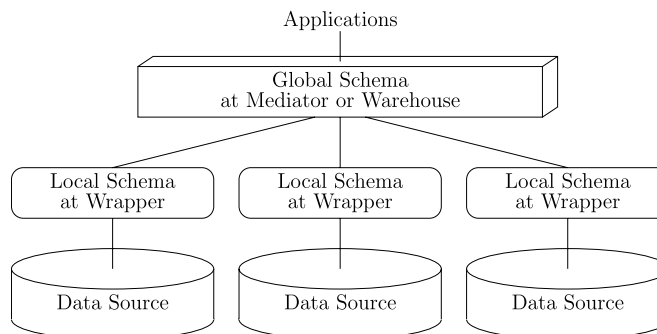 Applications
Global Schema
at Mediator or Warehouse
Local Schema
at Wrapper
Local Schema
at Wrapper
Local Schema
at Wrapper
Data Source
Data Source
Data Source